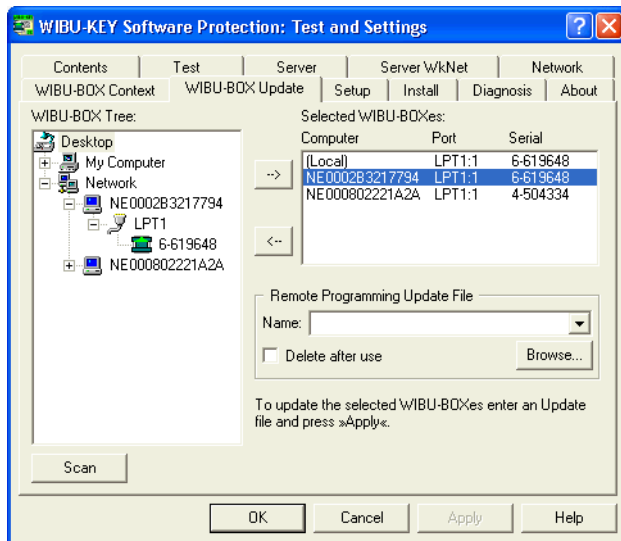 WIBU-KEY Software Protection: Test and Settings
Contents Test Server Server WkNet Network
WIBU-BOX Context WIBU-BOX Update Setup Install Diagnosis About
WIBU-BOX Tree:
Desktop
My Computer
Network
NE0002B3217794
LPT1
6-619648
NE000802221A2A
Scan
Selected WIBU-BOXes:
Computer Port Serial
(Local) LPT1:1 6-619648
NE0002B3217794 LPT1:1 6-619648
NE000802221A2A LPT1:1 4-504334
-->
<--
Remote Programming Update File
Name:
Delete after use Browse...
To update the selected WIBU-BOXes enter an Update
file and press »Apply«.
OK Cancel Apply Help